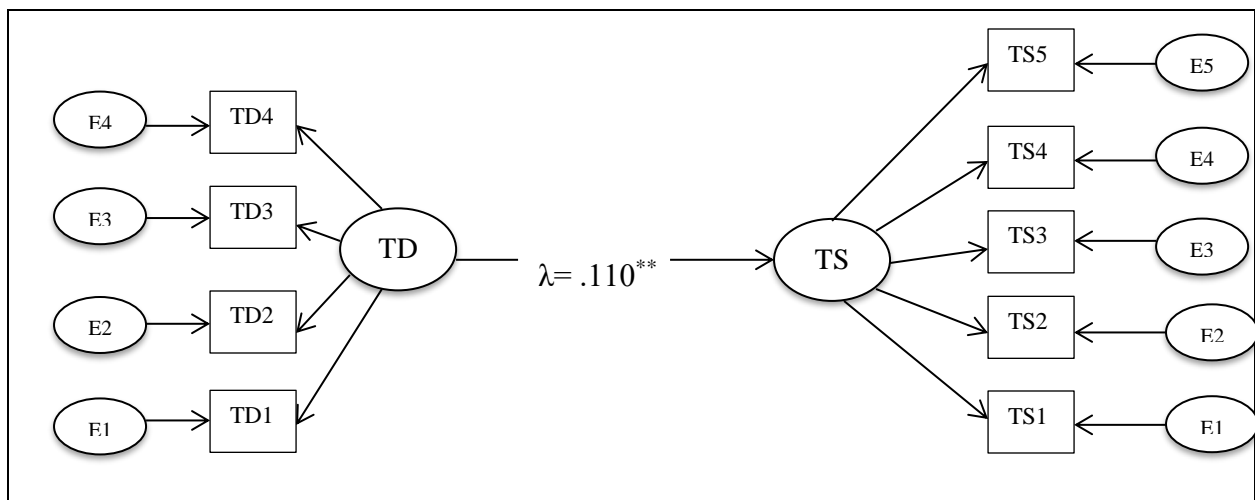 TS5
E5
E4
TD4
TS4
E4
E3
TD3
TD
λ= .110**
TS
TS3
E3
E2
TD2
TS2
E2
E1
TD1
TS1
E1